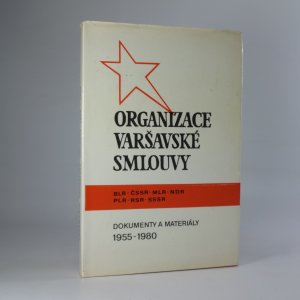 ORGANIZACE
VARŠAVSKÉ
SMLOUVY
BLR · ČSSR · MLR · NDR
PLR · RSR · SSSR
DOKUMENTY A MATERIÁLY
1955-1980